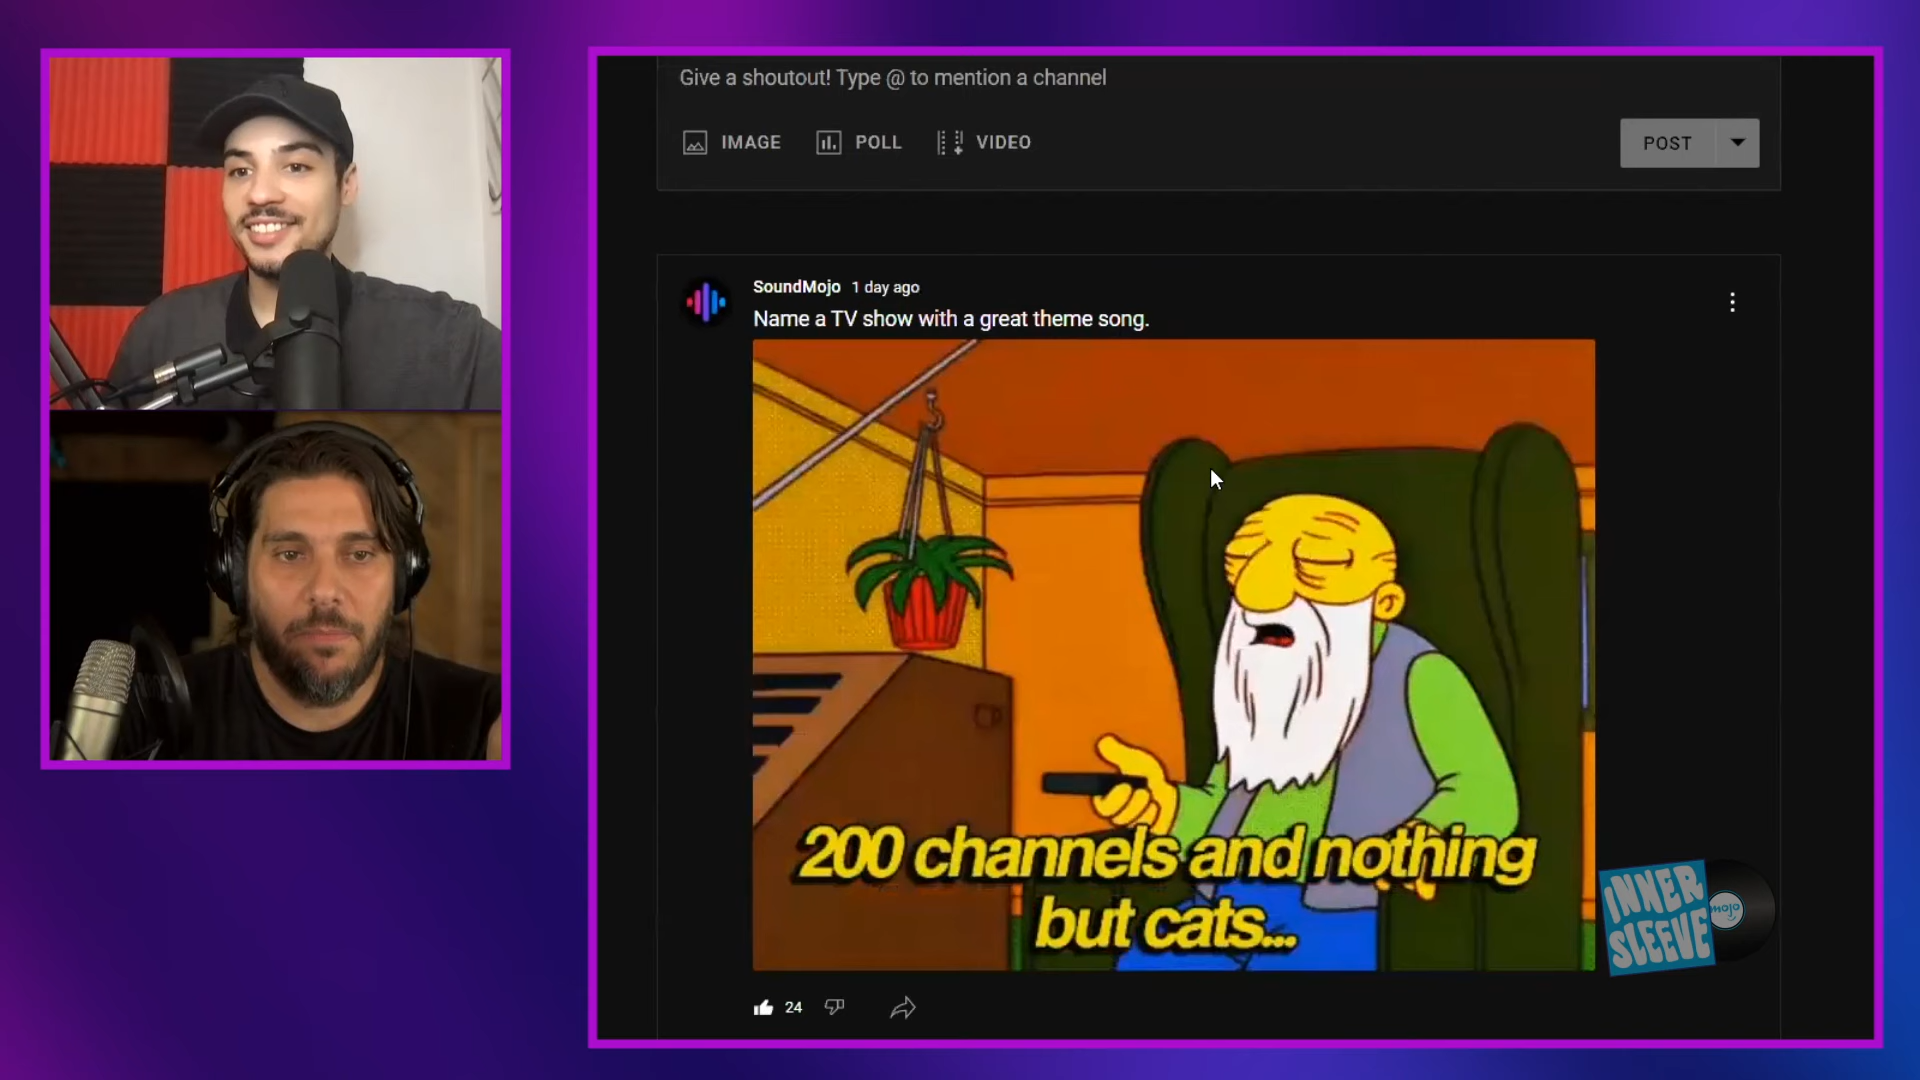 Give a shoutout! Type @ to mention a channel
IMAGE POLL VIDEO
POST
SoundMojo 1 day ago
Name a TV show with a great theme song.
200 channels and nothing
but cats...
24
INNER
SLEEVE
mojo